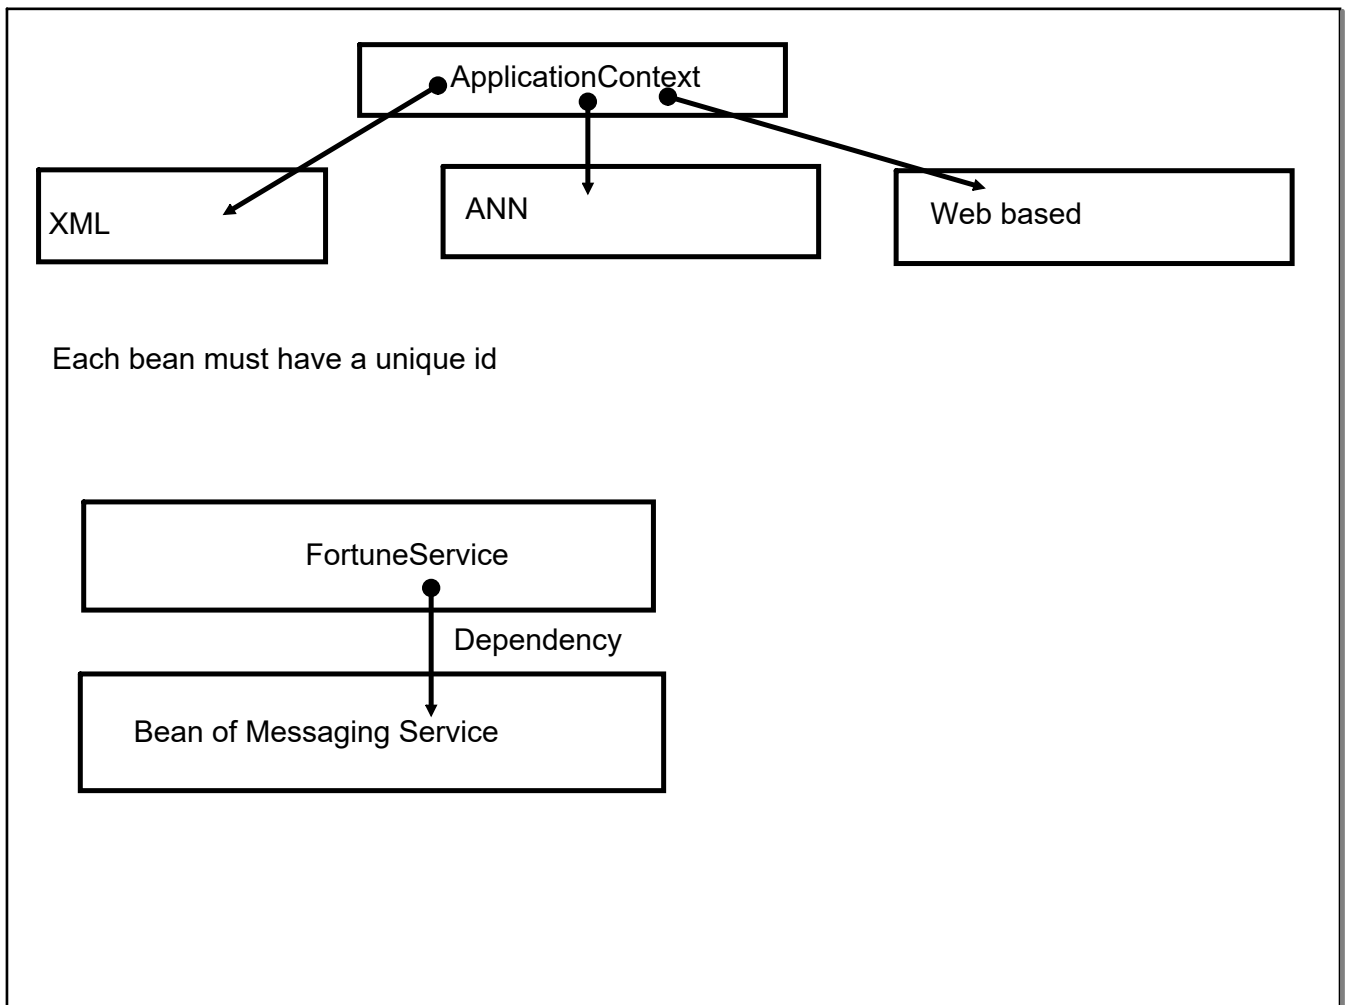 ApplicationContext
XML
ANN
Web based
Each bean must have a unique id
FortuneService
Dependency
Bean of Messaging Service